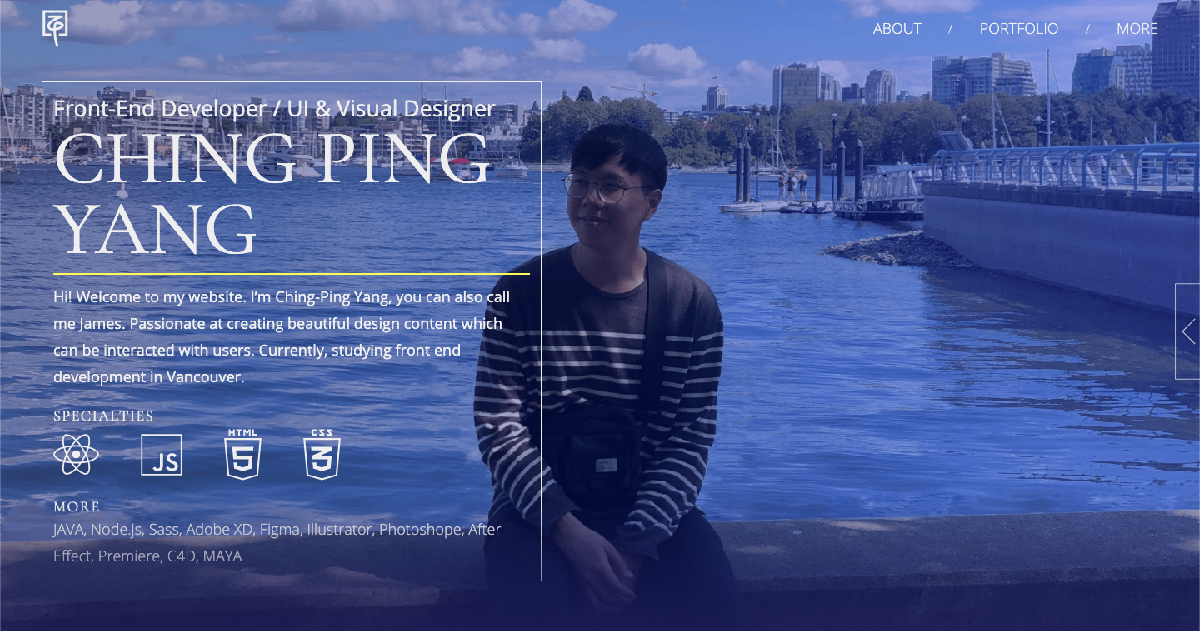 ABOUT / PORTFOLIO / MORE
Front-End Developer / UI & Visual Designer
CHING PING
YANG
Hi! Welcome to my website. I'm Ching-Ping Yang, you can also call
me James. Passionate at creating beautiful design content which
can be interacted with users. Currently, studying front end
development in Vancouver.
SPECIALTIES
JS HTML 5 CSS 3
MORE
JAVA, Node.Js, Sass, Adobe XD, Figma, Illustrator, Photoshope, After
Effect, Premiere, C4D, MAYA